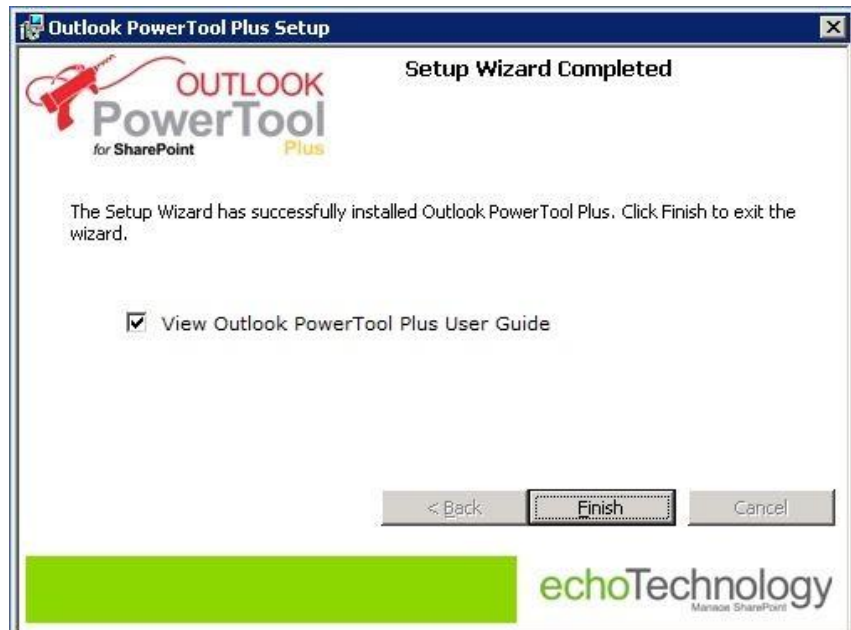 Outlook PowerTool Plus Setup
Setup Wizard Completed
OUTLOOK
PowerTool
for SharePoint Plus
The Setup Wizard has successfully installed Outlook PowerTool Plus. Click Finish to exit the
wizard.
View Outlook PowerTool Plus User Guide
< Back Finish Cancel
echoTechnology
Manage SharePoint